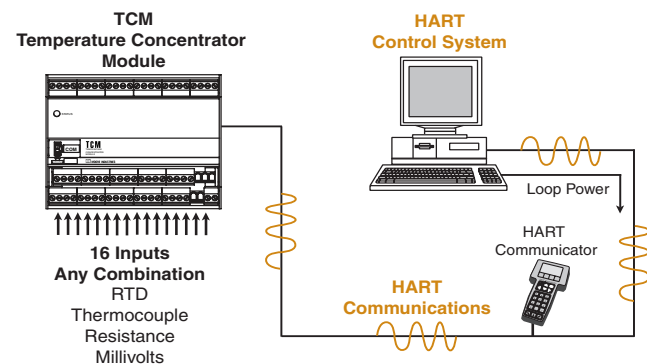 TCM
Temperature Concentrator
Module
HART
Control System
COM
TCM
Loop Power
HART
Communicator
16 Inputs
Any Combination
RTD
Thermocouple
Resistance
Millivolts
HART
Communications